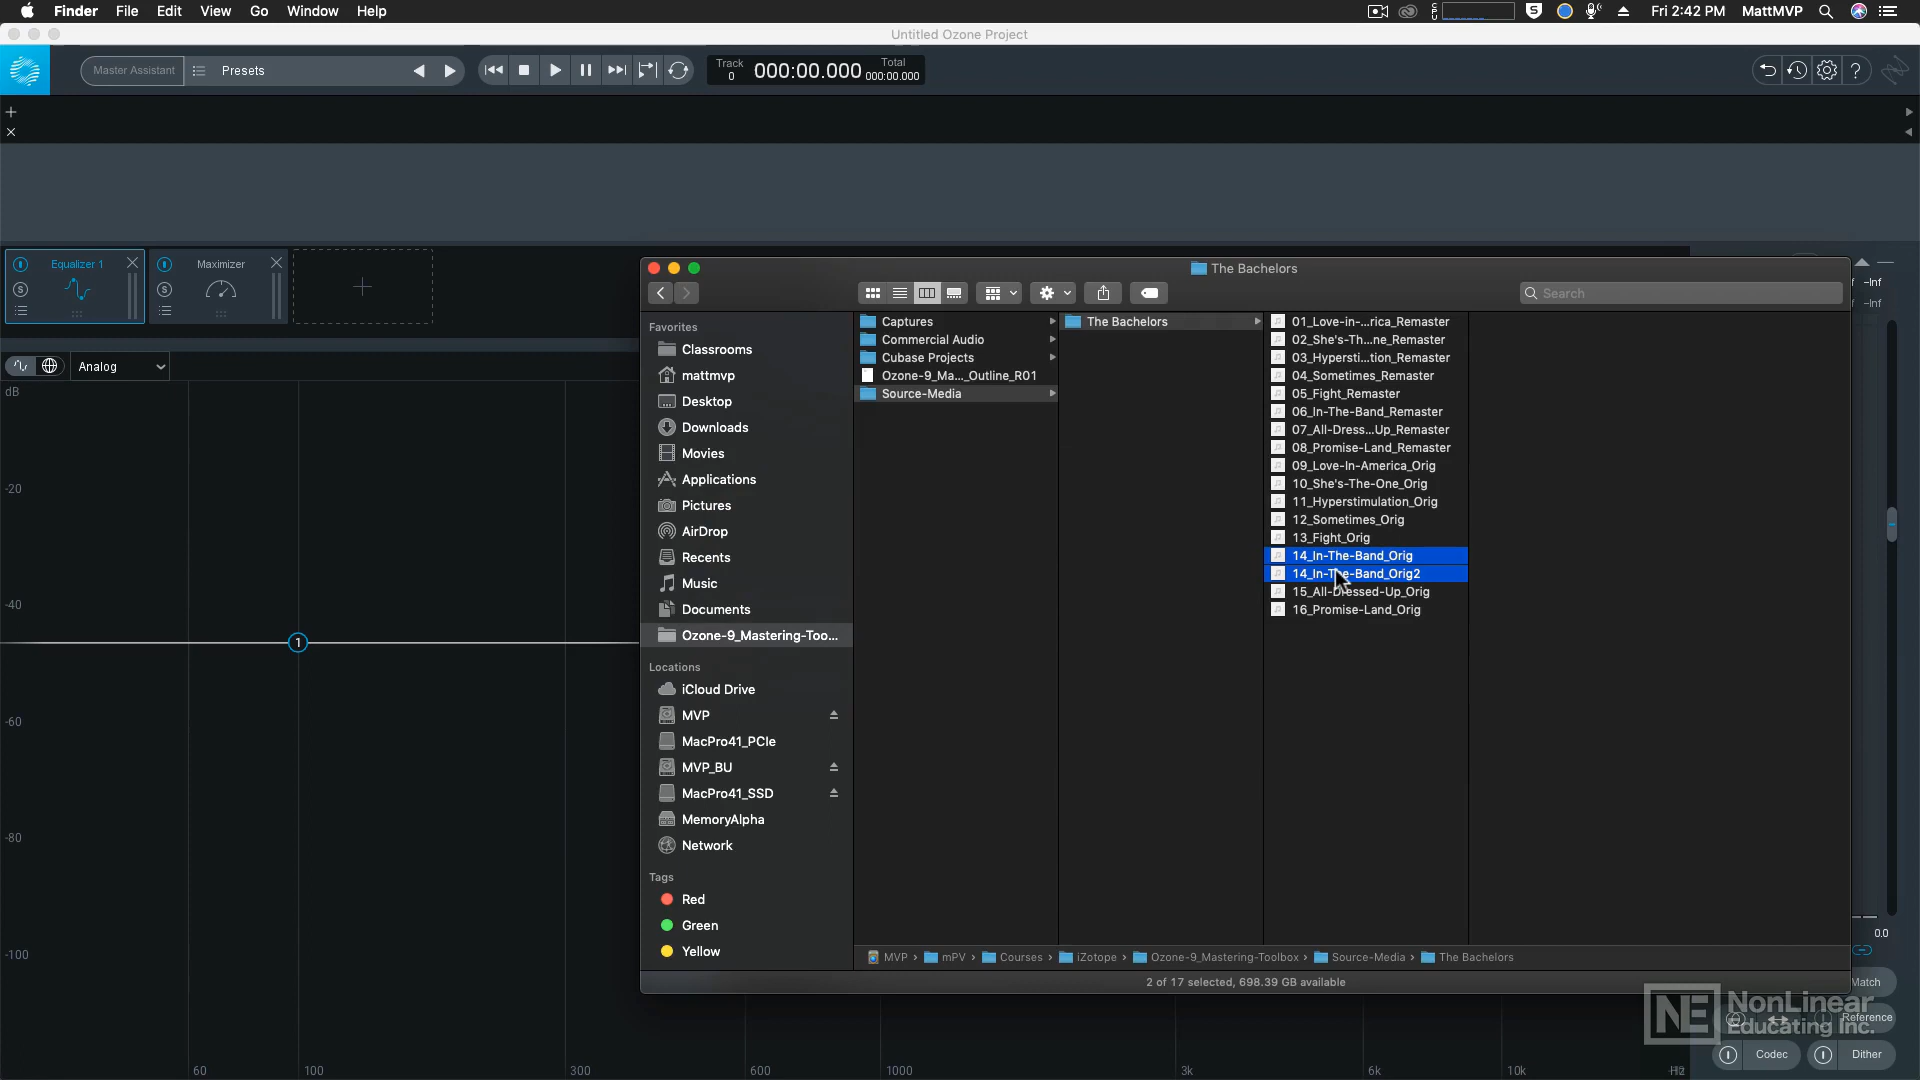 Finder File Edit View Go Window Help
Fri 2:42 PM MattMVP
Untitled Ozone Project
Master Assistant Presets
Track 0 000:00.000 Total 000:00.000
Equalizer 1
Maximizer
S
S
Analog
dB
-20
-40
-60
-80
-100
1
60 100 300 600 1000 3k 6k 10k Hz
-Inf
-Inf
0.0
Match
Reference
Codec
Dither
The Bachelors
Search
Favorites
Classrooms
mattmvp
Desktop
Downloads
Movies
Applications
Pictures
AirDrop
Recents
Music
Documents
Ozone-9_Mastering-Too...
Locations
iCloud Drive
MVP
MacPro41_PCIe
MVP_BU
MacPro41_SSD
MemoryAlpha
Network
Tags
Red
Green
Yellow
Captures
Commercial Audio
Cubase Projects
Ozone-9_Ma..._Outline_R01
Source-Media
The Bachelors
01_Love-in-...rica_Remaster
02_She's-Th...ne_Remaster
03_Hypersti...tion_Remaster
04_Sometimes_Remaster
05_Fight_Remaster
06_In-The-Band_Remaster
07_All-Dress...Up_Remaster
08_Promise-Land_Remaster
09_Love-In-America_Orig
10_She's-The-One_Orig
11_Hyperstimulation_Orig
12_Sometimes_Orig
13_Fight_Orig
14_In-The-Band_Orig
14_In-The-Band_Orig2
15_All-Dressed-Up_Orig
16_Promise-Land_Orig
MVP › mPV › Courses › iZotope › Ozone-9_Mastering-Toolbox › Source-Media › The Bachelors
2 of 17 selected, 698.39 GB available
NE NonLinear
Educating Inc.